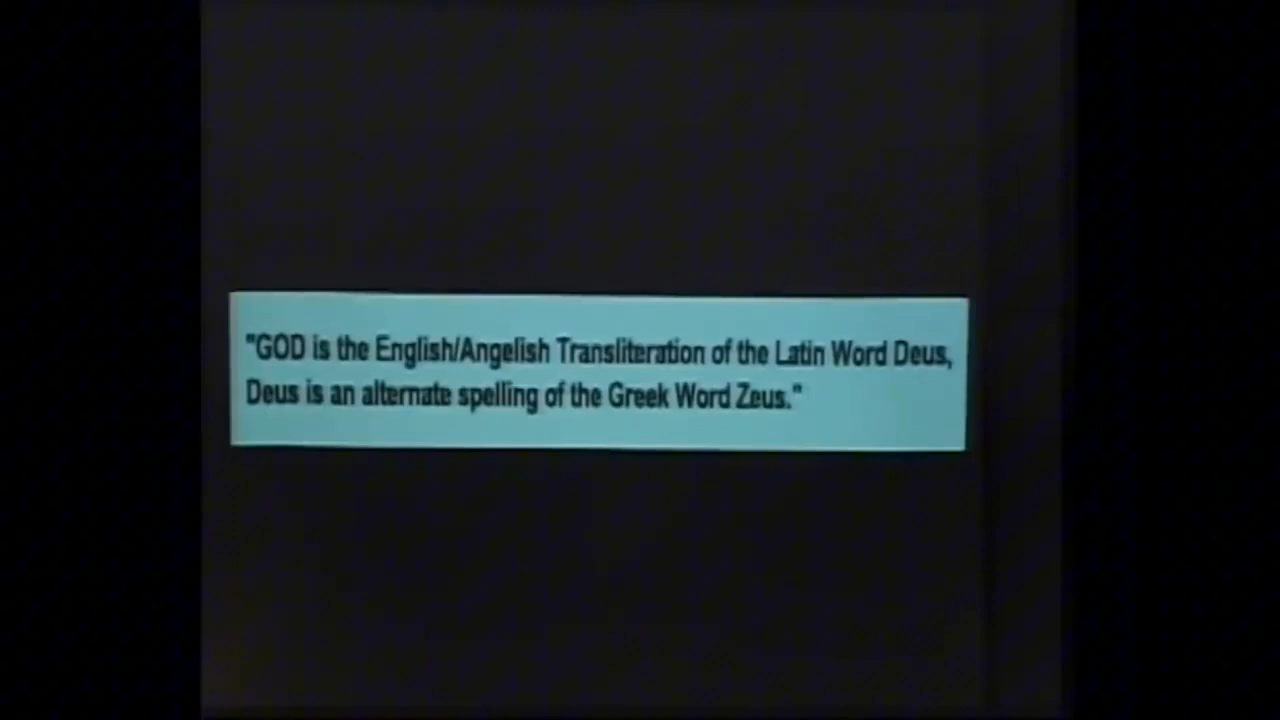 "GOD is the English/Angelish Transliteration of the Latin Word Deus,
Deus is an alternate spelling of the Greek Word Zeus."